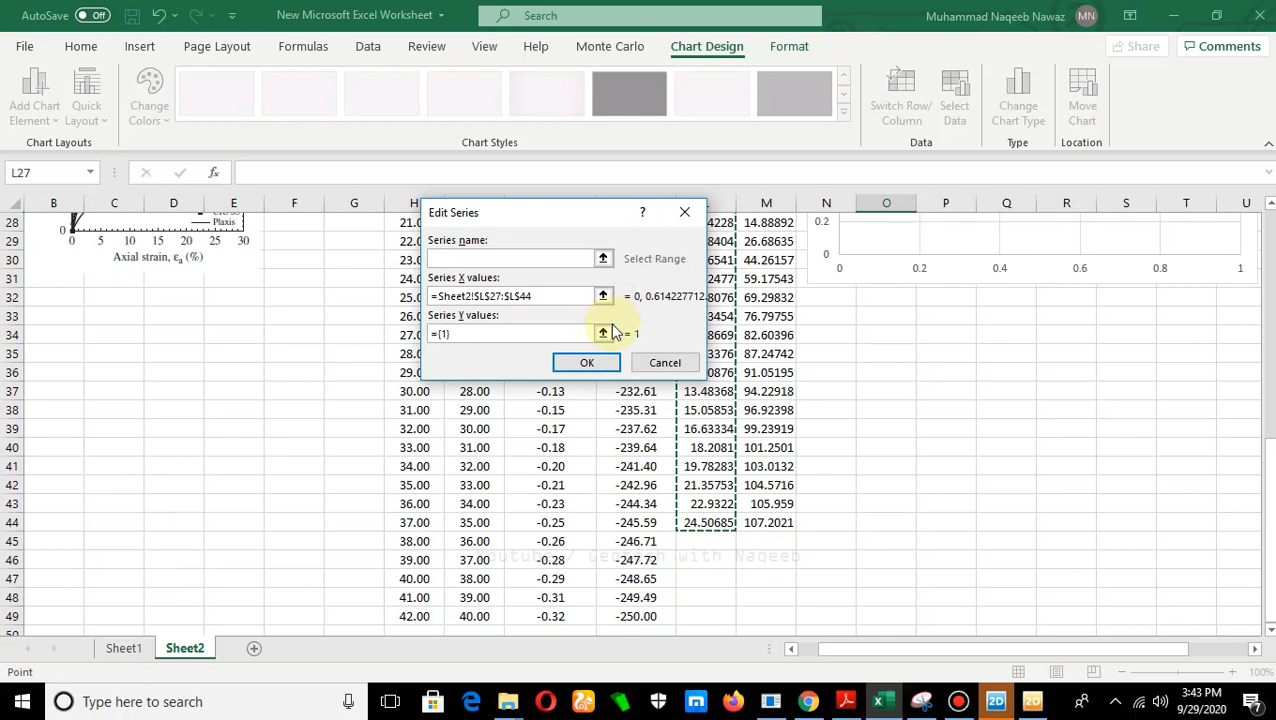 AutoSave Off New Microsoft Excel Worksheet Search Muhammad Naqeeb Nawaz MN
File Home Insert Page Layout Formulas Data Review View Help Monte Carlo Chart Design Format Share Comments
Add Chart Element Quick Layout Change Colors Switch Row/ Column Select Data Change Chart Type Move Chart
Chart Layouts Chart Styles Data Type Location
L27 fx
B C D E F G H M N O P Q R S T U
Edit Series ? 
Series name:
Select Range
Series X values:
=Sheet2!$L$27:$L$44 = 0, 0.614227712
Series Y values:
={1} = 1
OK Cancel
Plaxis
0
0 5 10 15 20 25 30
Axial strain, εa (%)
0.2
0
0 0.2 0.4 0.6 0.8 1
28 21.0 4228 14.88892
29 22.0 8404 26.68635
30 23.0 6541 44.26157
31 24.0 2477 59.17543
32 25.0 8076 69.29832
33 26.0 3454 76.79755
34 27.0 8669 82.60396
35 28.0 3376 87.24742
36 29.0 0876 91.05195
37 30.00 28.00 -0.13 -232.61 13.48368 94.22918
38 31.00 29.00 -0.15 -235.31 15.05853 96.92398
39 32.00 30.00 -0.17 -237.62 16.63334 99.23919
40 33.00 31.00 -0.18 -239.64 18.2081 101.2501
41 34.00 32.00 -0.20 -241.40 19.78283 103.0132
42 35.00 33.00 -0.21 -242.96 21.35753 104.5716
43 36.00 34.00 -0.23 -244.34 22.9322 105.959
44 37.00 35.00 -0.25 -245.59 24.50685 107.2021
45 38.00 36.00 -0.26 -246.71
Youtube / Geotech with Naqeeb
46 39.00 37.00 -0.28 -247.72
47 40.00 38.00 -0.29 -248.65
48 41.00 39.00 -0.31 -249.49
49 42.00 40.00 -0.32 -250.00
Sheet1 Sheet2
Point 100%
Type here to search 2D 2D 3:43 PM
9/29/2020